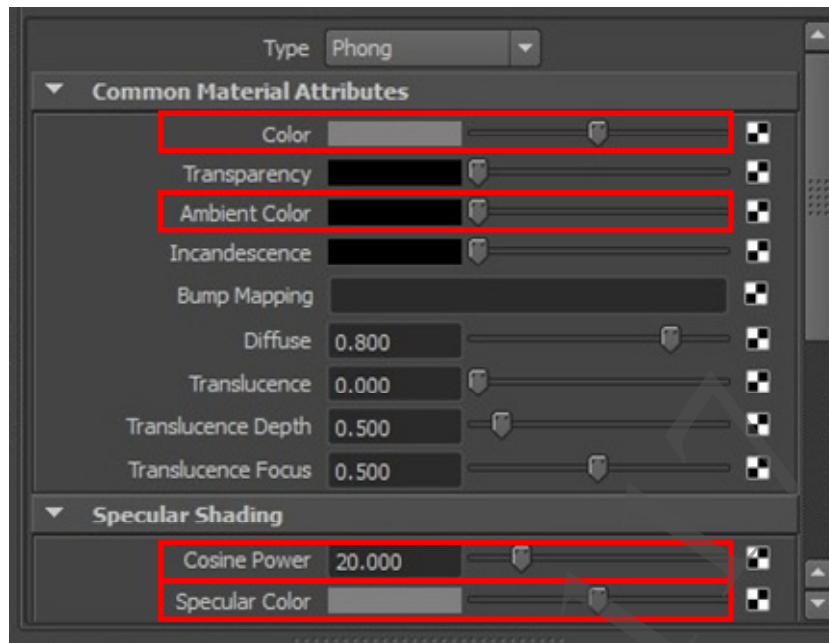 Type Phong
Common Material Attributes
Color
Transparency
Ambient Color
Incandescence
Bump Mapping
Diffuse 0.800
Translucence 0.000
Translucence Depth 0.500
Translucence Focus 0.500
Specular Shading
Cosine Power 20.000
Specular Color